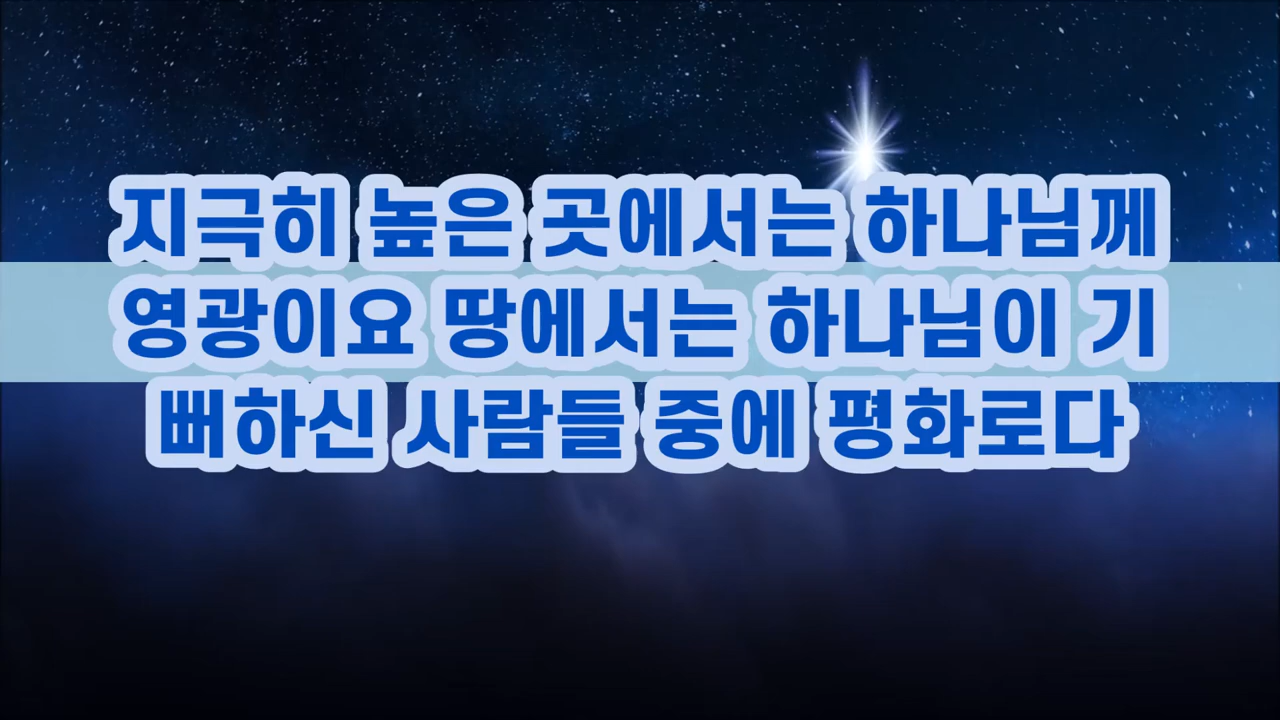 지극히 높은 곳에서는 하나님께
영광이요 땅에서는 하나님이 기
뻐하신 사람들 중에 평화로다